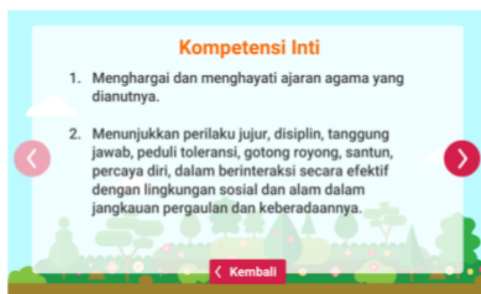 Kompetensi Inti
1. Menghargai dan menghayati ajaran agama yang
dianutnya.
2. Menunjukkan perilaku jujur, disiplin, tanggung
jawab, peduli toleransi, gotong royong, santun,
percaya diri, dalam berinteraksi secara efektif
dengan lingkungan sosial dan alam dalam
jangkauan pergaulan dan keberadaannya.
Kembali